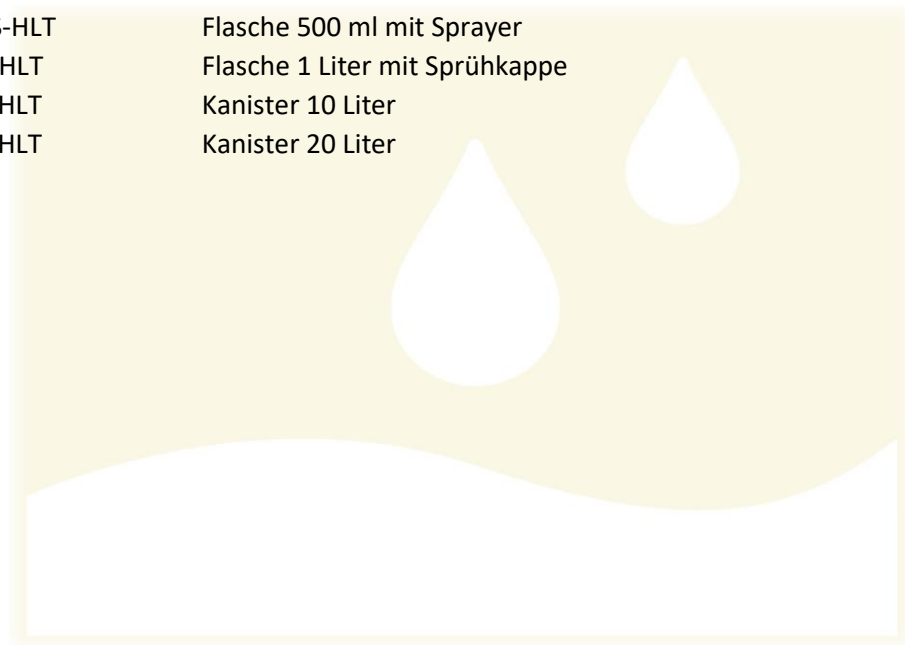 -HLT Flasche 500 ml mit Sprayer
HLT Flasche 1 Liter mit Sprühkappe
HLT Kanister 10 Liter
HLT Kanister 20 Liter